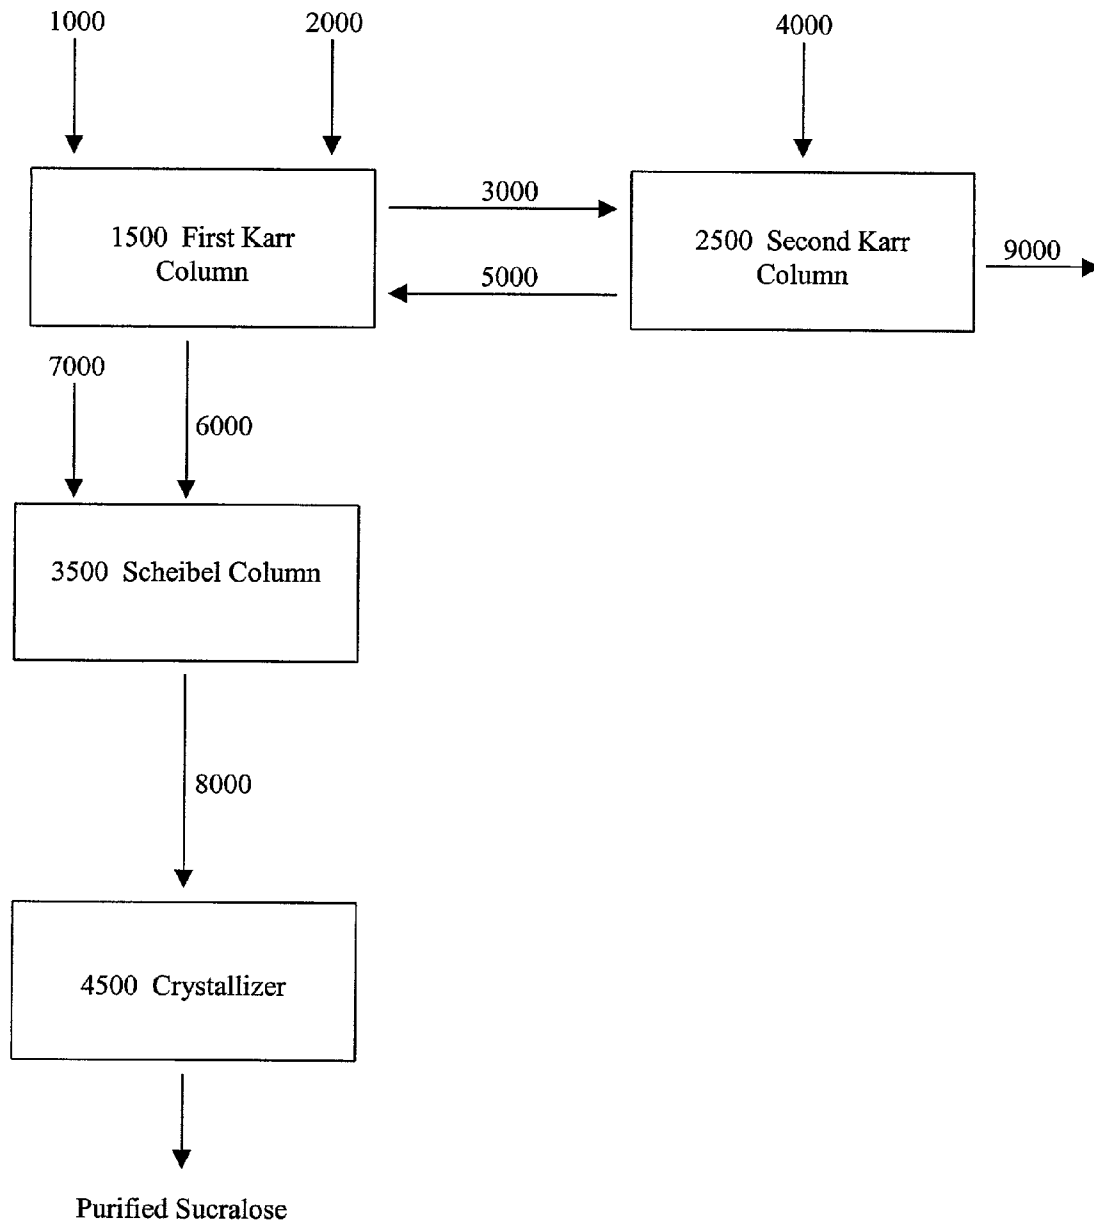 1000
2000
4000
1500 First Karr
Column
3000
5000
2500 Second Karr
Column
9000
7000
6000
3500 Scheibel Column
8000
4500 Crystallizer
Purified Sucralose